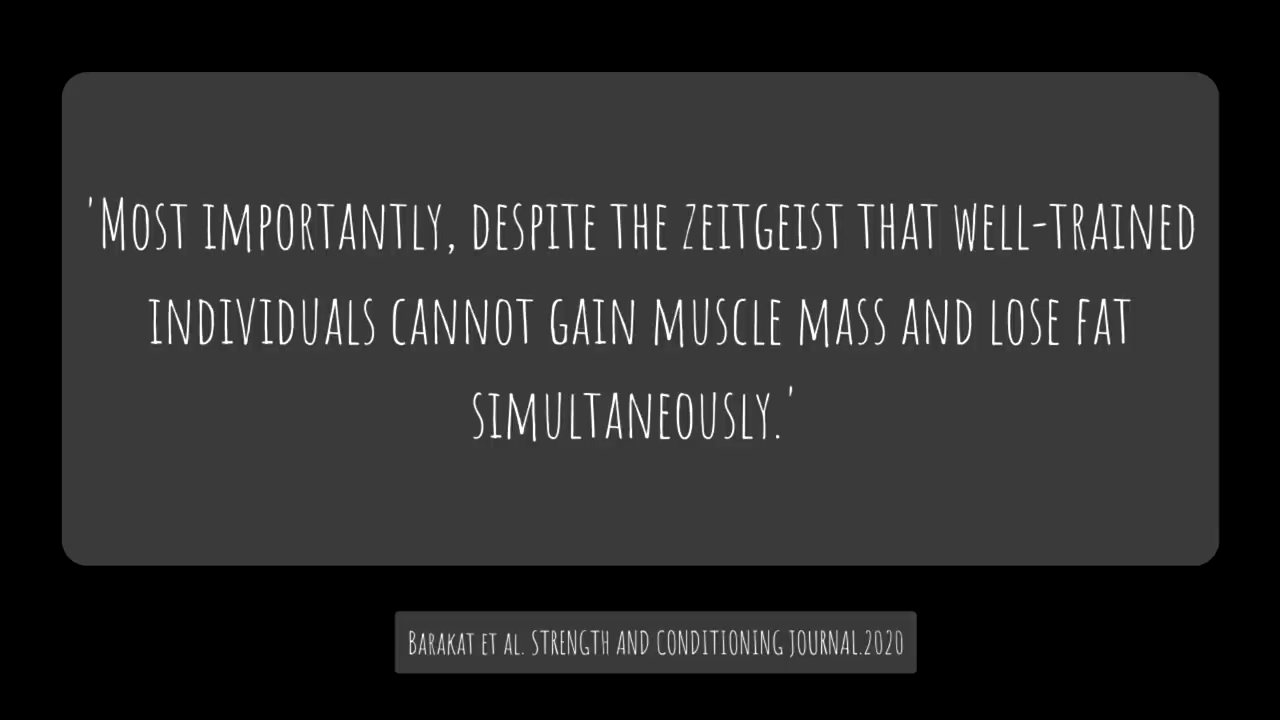 'Most importantly, despite the zeitgeist that well-trained
individuals cannot gain muscle mass and lose fat
simultaneously.'
Barakat et al. STRENGTH AND CONDITIONING JOURNAL.2020